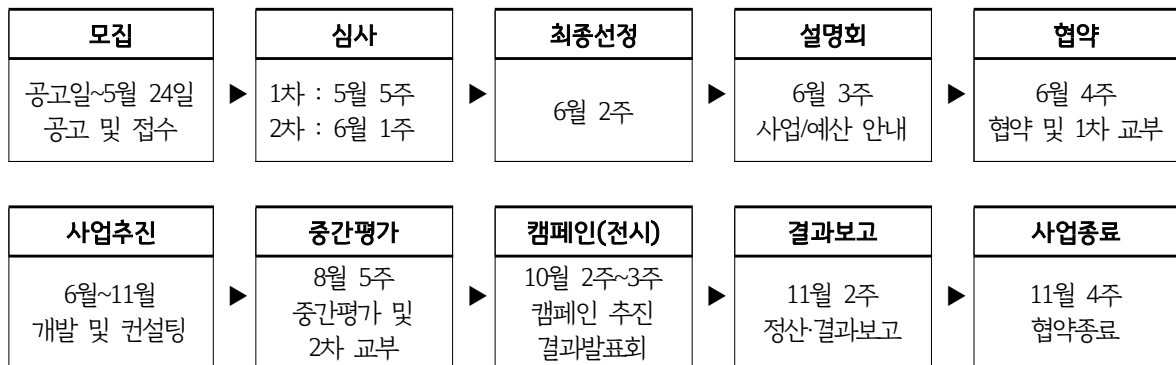 모집
공고일~5월 24일
공고 및 접수
▶
심사
1차 : 5월 5주
2차 : 6월 1주
▶
최종선정
6월 2주
▶
설명회
6월 3주
사업/예산 안내
▶
협약
6월 4주
협약 및 1차 교부
사업추진
6월~11월
개발 및 컨설팅
▶
중간평가
8월 5주
중간평가 및
2차 교부
▶
캠페인(전시)
10월 2주~3주
캠페인 추진
결과발표회
▶
결과보고
11월 2주
정산·결과보고
▶
사업종료
11월 4주
협약종료